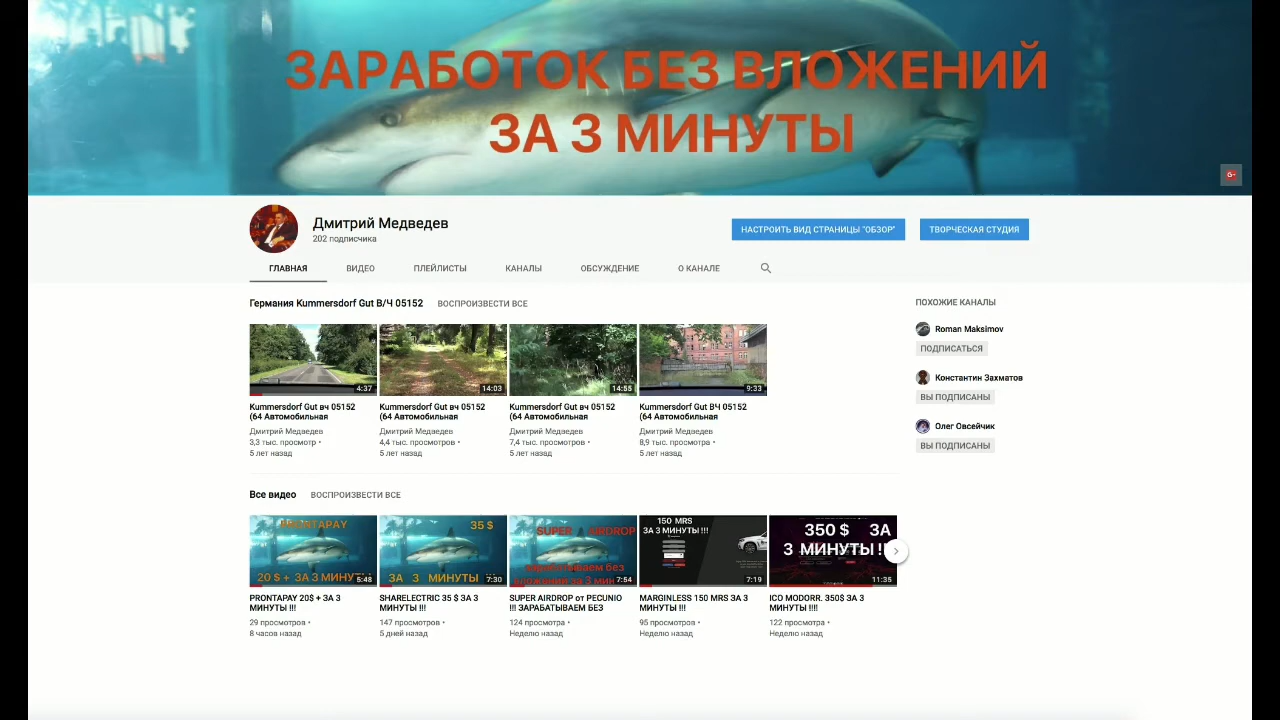 ЗАРАБОТОК БЕЗ ВЛОЖЕНИЙ
ЗА 3 МИНУТЫ
G+
Дмитрий Медведев
202 подписчика
НАСТРОИТЬ ВИД СТРАНИЦЫ "ОБЗОР"
ТВОРЧЕСКАЯ СТУДИЯ
ГЛАВНАЯ ВИДЕО ПЛЕЙЛИСТЫ КАНАЛЫ ОБСУЖДЕНИЕ О КАНАЛЕ
Германия Kummersdorf Gut В/Ч 05152 ВОСПРОИЗВЕСТИ ВСЕ
4:37
Kummersdorf Gut вч 05152
(64 Автомобильная
Дмитрий Медведев
3,3 тыс. просмотр •
5 лет назад
14:03
Kummersdorf Gut вч 05152
(64 Автомобильная
Дмитрий Медведев
4,4 тыс. просмотров •
5 лет назад
14:55
Kummersdorf Gut вч 05152
(64 Автомобильная
Дмитрий Медведев
7,4 тыс. просмотров •
5 лет назад
9:33
Kummersdorf Gut ВЧ 05152
(64 Автомобильная
Дмитрий Медведев
8,9 тыс. просмотра •
5 лет назад
ПОХОЖИЕ КАНАЛЫ
Roman Maksimov
ПОДПИСАТЬСЯ
Константин Захматов
ВЫ ПОДПИСАНЫ
Олег Овсейчик
ВЫ ПОДПИСАНЫ
Все видео ВОСПРОИЗВЕСТИ ВСЕ
PRONTAPAY
20 $ + ЗА 3 МИНУТЫ
5:48
PRONTAPAY 20$ + ЗА 3
МИНУТЫ !!!
29 просмотров •
8 часов назад
35 $
ЗА 3 МИНУТЫ
7:30
SHARELECTRIC 35 $ ЗА 3
МИНУТЫ !!!
147 просмотров •
5 дней назад
SUPER AIRDROP
зарабатываем без
вложений за 3 мин
7:54
SUPER AIRDROP от PECUNIO
!!! ЗАРАБАТЫВАЕМ БЕЗ
124 просмотра •
Неделю назад
150 MRS
ЗА 3 МИНУТЫ !!!
7:19
MARGINLESS 150 MRS ЗА 3
МИНУТЫ !!!
95 просмотров •
Неделю назад
350 $ ЗА
3 МИНУТЫ !!
11:35
ICO MODORR. 350$ ЗА 3
МИНУТЫ !!!!
122 просмотра •
Неделю назад